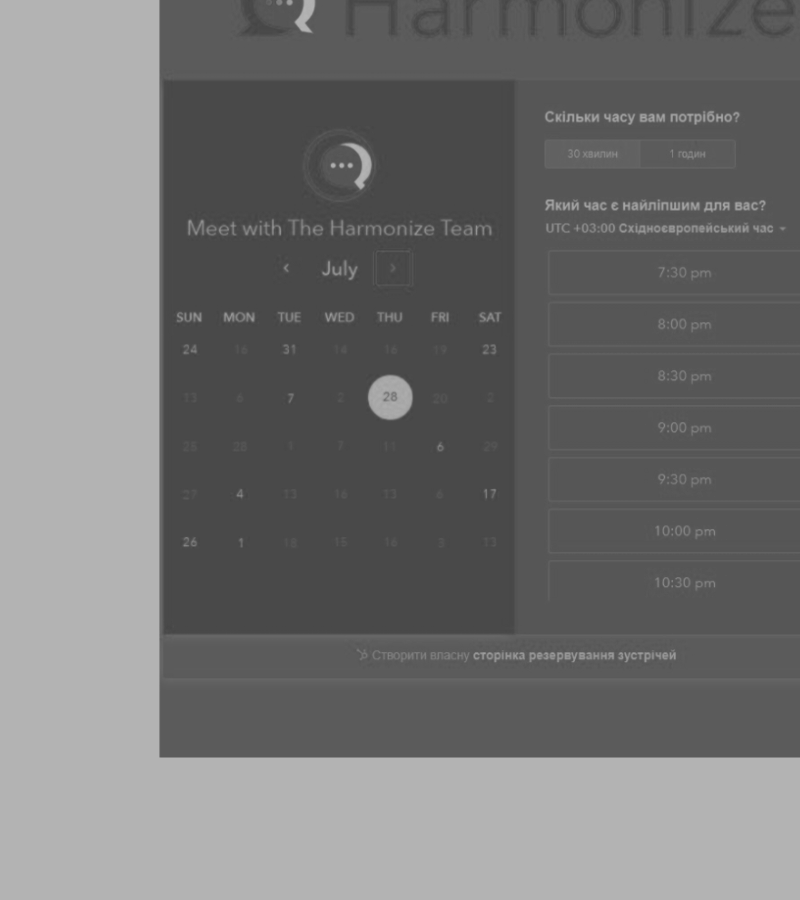 Harmonize
Meet with The Harmonize Team
July
SUN MON TUE WED THU FRI SAT
24 16 31 14 16 19 23
13 6 7 2 28 20 2
25 28 1 7 11 6 29
27 4 13 16 13 6 17
26 1 18 15 16 3 13
Скільки часу вам потрібно?
30 хвилин 1 годин
Який час є найліпшим для вас?
UTC +03:00 Східноєвропейський час
7:30 pm
8:00 pm
8:30 pm
9:00 pm
9:30 pm
10:00 pm
10:30 pm
Створити власну сторінка резервування зустрічей